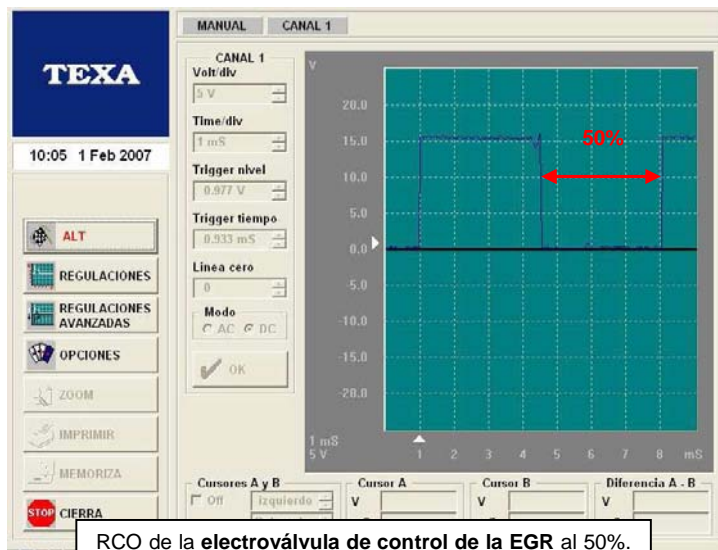 MANUAL CANAL 1
TEXA
10:05 1 Feb 2007
ALT
REGULACIONES
REGULACIONES
AVANZADAS
OPCIONES
ZOOM
IMPRIMIR
MEMORIZA
STOP CIERRA
CANAL 1
Volt/div
5 V
Time/div
1 mS
Trigger nivel
0.977 V
Trigger tiempo
0.933 mS
Linea cero
0
Modo
AC DC
OK
V
20.0
15.0
10.0
5.0
0.0
5.0
-10.0
-15.0
-20.0
50%
1 mS
5 V
1 2 3 4 5 6 7 8 mS
Cursores A y B
Off Izquierdo
Cursor A
V
Cursor B
V
Diferencia A - B
V
RCO de la electroválvula de control de la EGR al 50%.